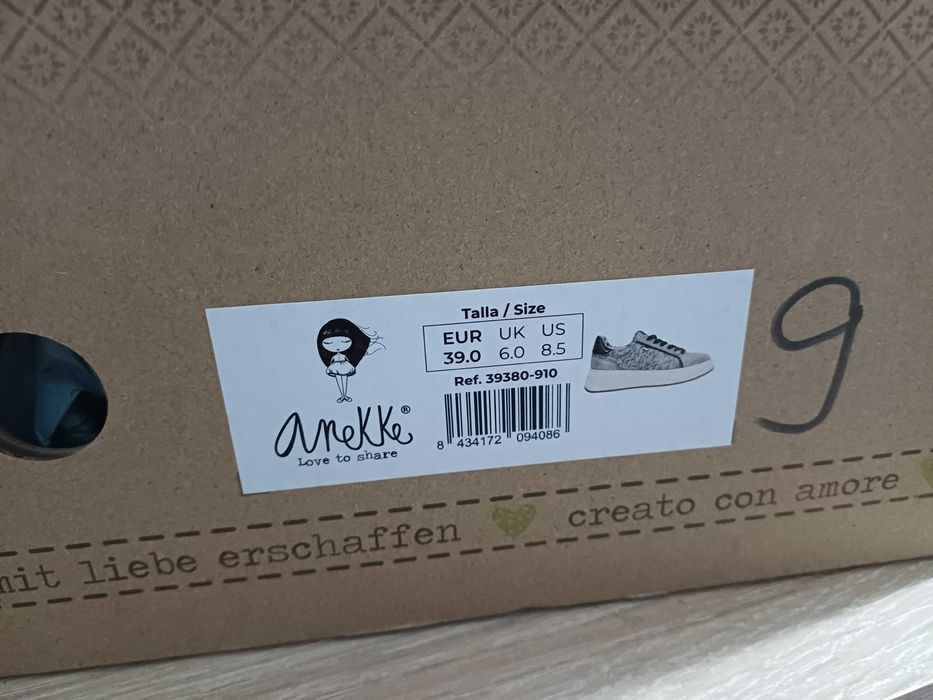 Talla / Size
EUR UK US
39.0 6.0 8.5
Ref. 39380-910
8 434172 094086
anekke®
Love to share
9
mit liebe erschaffen creato con amore